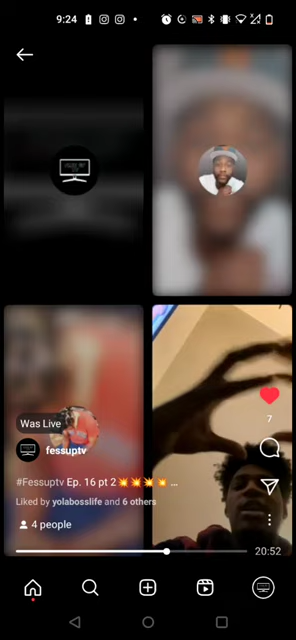 9:24
Was Live
fessuptv
#Fessuptv Ep. 16 pt 2💥💥💥💥 ...
Liked by yolabosslife and 6 others
4 people
7
20:52